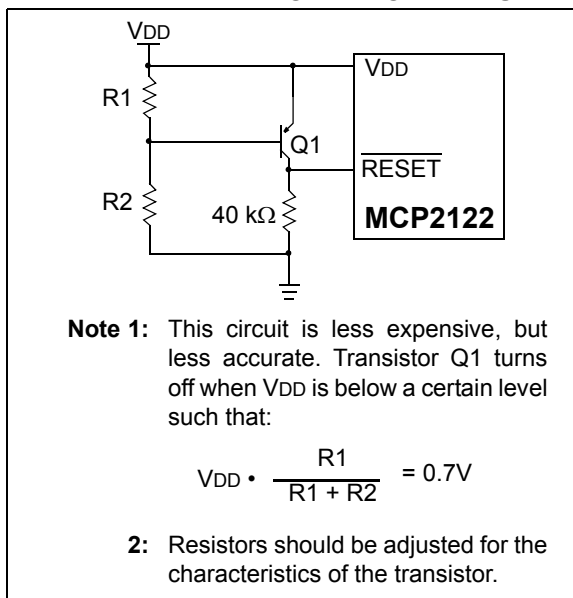 VDD
VDD
R1
Q1
RESET
R2
40 kΩ
MCP2122
Note 1: This circuit is less expensive, but
less accurate. Transistor Q1 turns
off when VDD is below a certain level
such that:
VDD • R1 / R1 + R2 = 0.7V
2: Resistors should be adjusted for the
characteristics of the transistor.